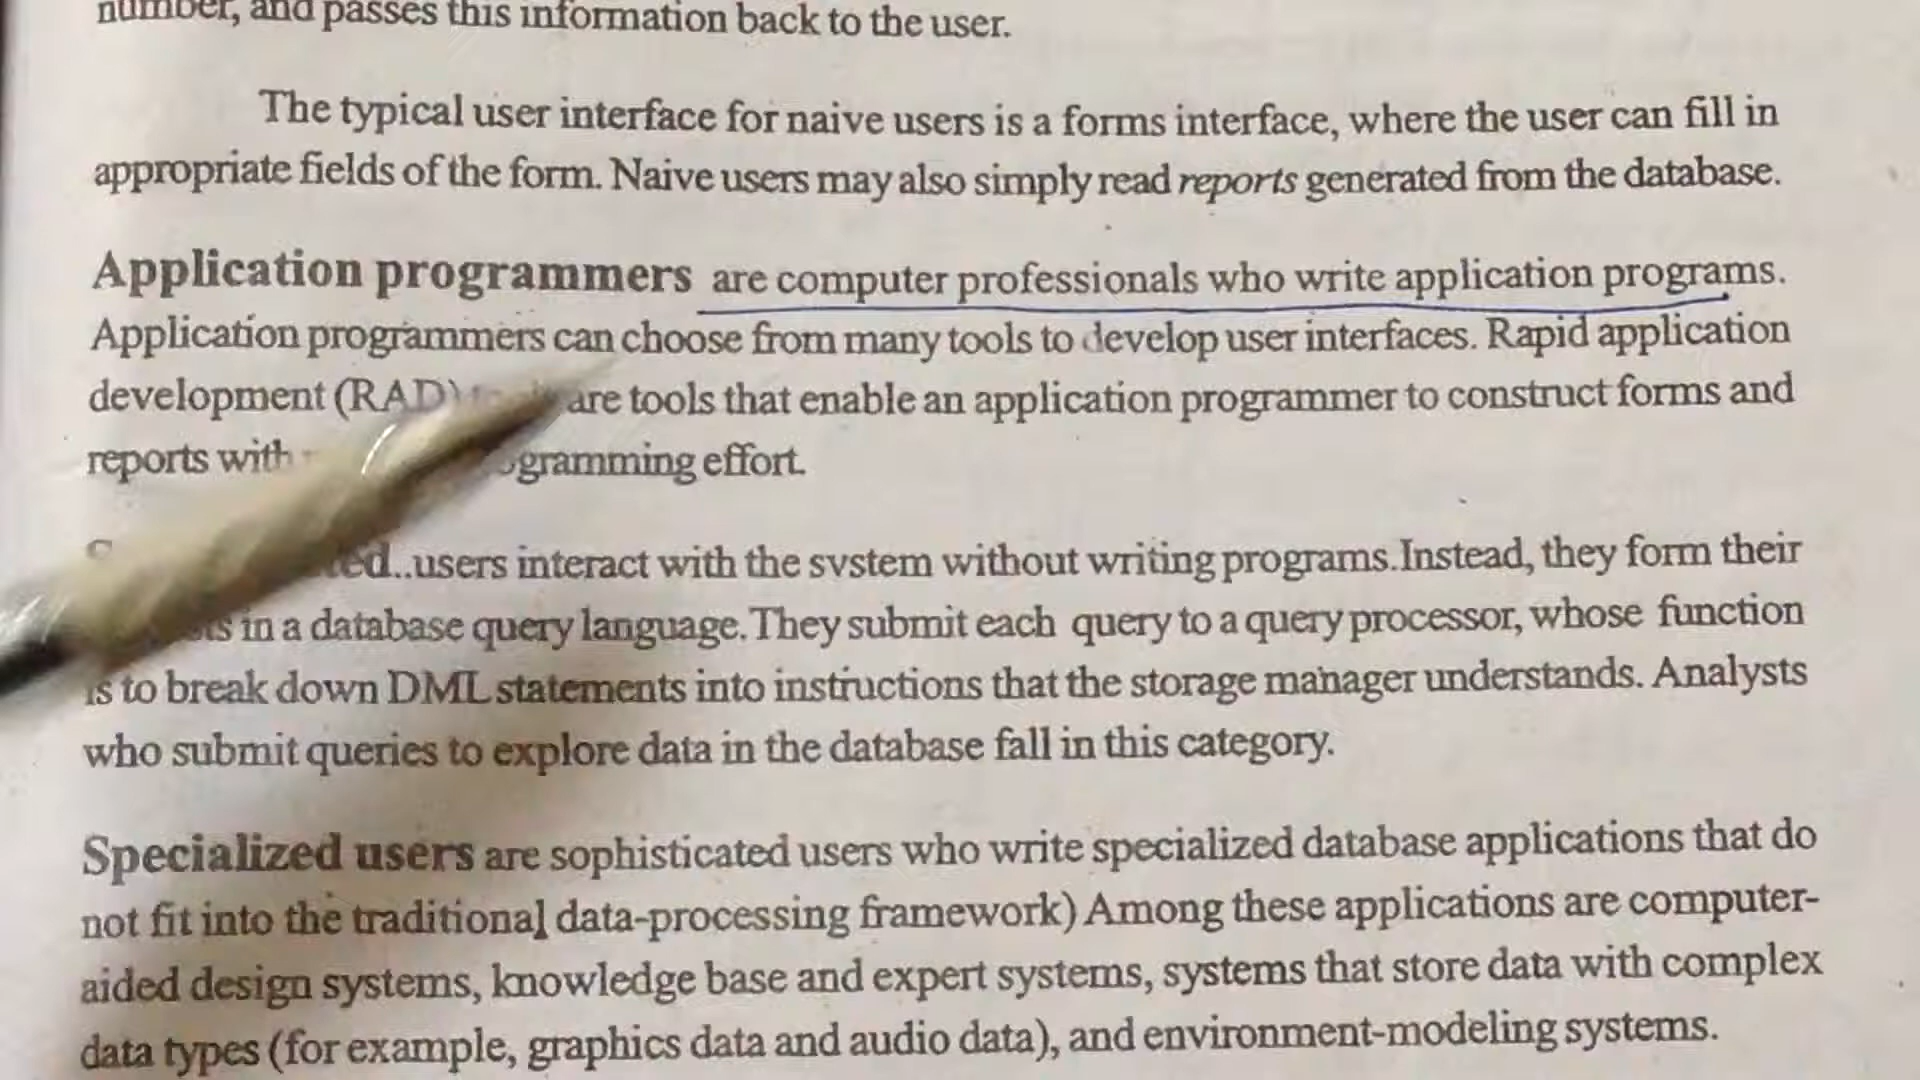 number, and passes this information back to the user.
The typical user interface for naive users is a forms interface, where the user can fill in
appropriate fields of the form. Naive users may also simply read reports generated from the database.
Application programmers are computer professionals who write application programs.
Application programmers can choose from many tools to develop user interfaces. Rapid application
development (RAD) are tools that enable an application programmer to construct forms and
reports with effort.
users interact with the system without writing programs.Instead, they form their
in a database query language. They submit each query to a query processor, whose function
is to break down DML statements into instructions that the storage manager understands. Analysts
who submit queries to explore data in the database fall in this category.
Specialized users are sophisticated users who write specialized database applications that do
not fit into the traditional data-processing framework) Among these applications are computer-
aided design systems, knowledge base and expert systems, systems that store data with complex
data types (for example, graphics data and audio data), and environment-modeling systems.